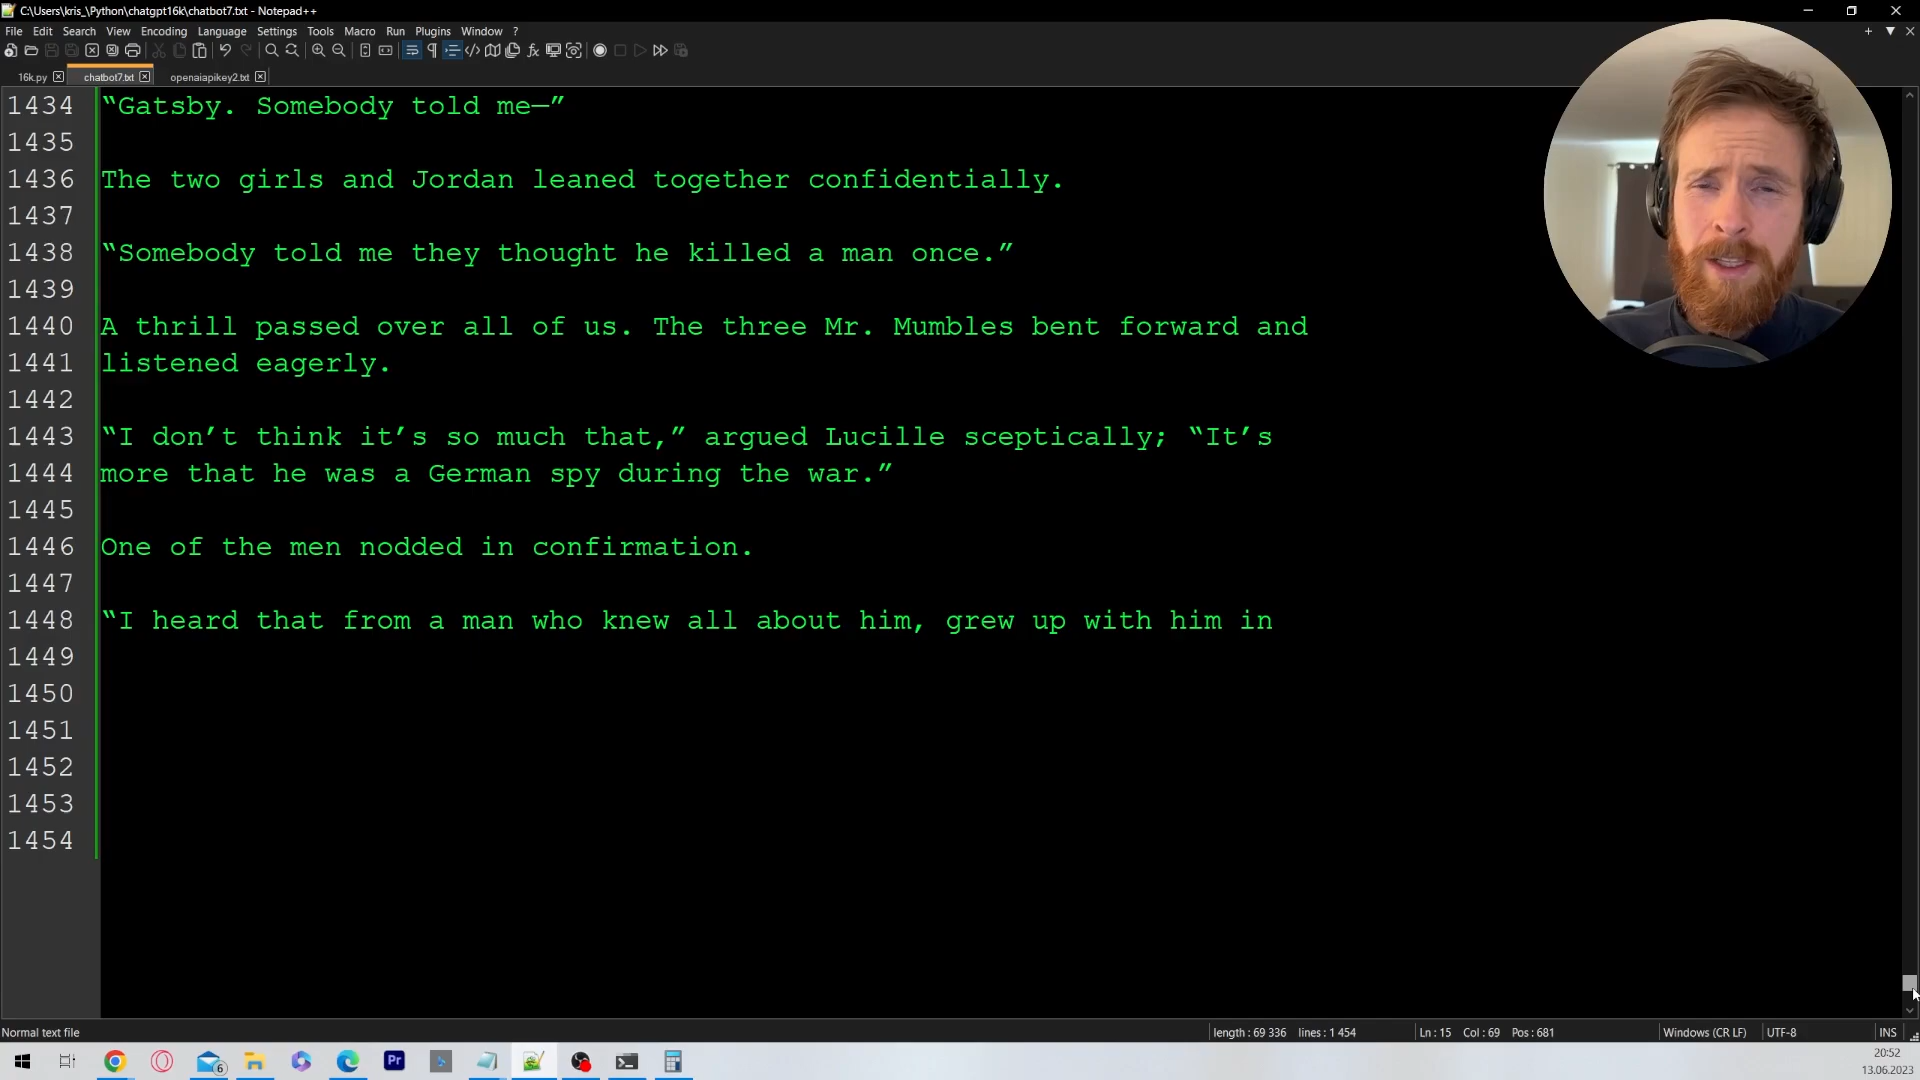 C:\Users\kris_\Python\chatgpt16k\chatbot7.txt - Notepad++
File Edit Search View Encoding Language Settings Tools Macro Run Plugins Window ?
16k.py chatbot7.txt openaiapikey2.txt
1434 “Gatsby. Somebody told me—”
1435
1436 The two girls and Jordan leaned together confidentially.
1437
1438 “Somebody told me they thought he killed a man once.”
1439
1440 A thrill passed over all of us. The three Mr. Mumbles bent forward and
1441 listened eagerly.
1442
1443 “I don’t think it’s so much that,” argued Lucille sceptically; “It’s
1444 more that he was a German spy during the war.”
1445
1446 One of the men nodded in confirmation.
1447
1448 “I heard that from a man who knew all about him, grew up with him in
1449
1450
1451
1452
1453
1454
Normal text file length : 69 336 lines : 1 454 Ln : 15 Col : 69 Pos : 681 Windows (CR LF) UTF-8 INS
6 Pr 20:52
13.06.2023